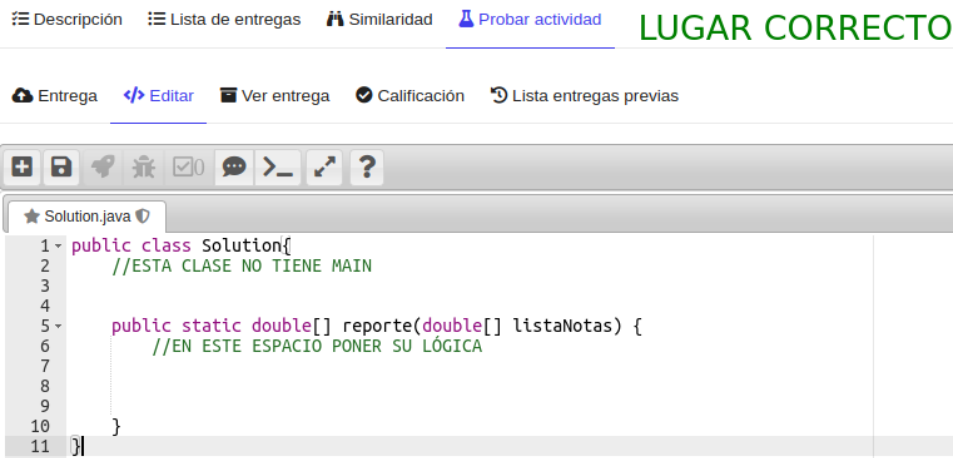 Descripción Lista de entregas Similaridad Probar actividad LUGAR CORRECTO
Entrega </> Editar Ver entrega Calificación Lista entregas previas
0 >_ ?
Solution.java
1 public class Solution{
2 //ESTA CLASE NO TIENE MAIN
3
4
5 public static double[] reporte(double[] listaNotas) {
6 //EN ESTE ESPACIO PONER SU LÓGICA
7
8
9
10 }
11 }